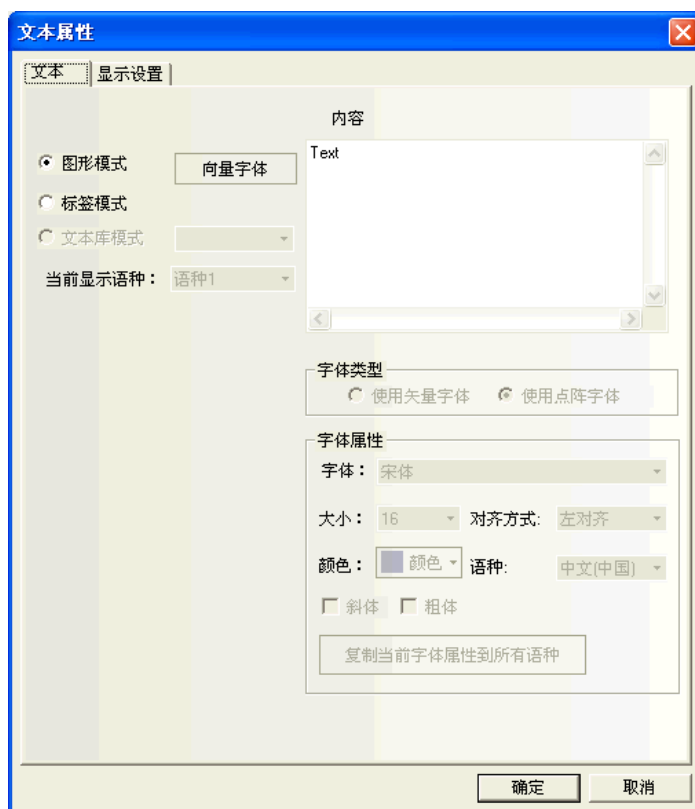 文本属性
文本 显示设置
内容
图形模式 向量字体 Text
标签模式
文本库模式
当前显示语种： 语种1
字体类型
使用矢量字体 使用点阵字体
字体属性
字体： 宋体
大小： 16 对齐方式: 左对齐
颜色： 颜色 语种: 中文(中国)
斜体 粗体
复制当前字体属性到所有语种
确定 取消